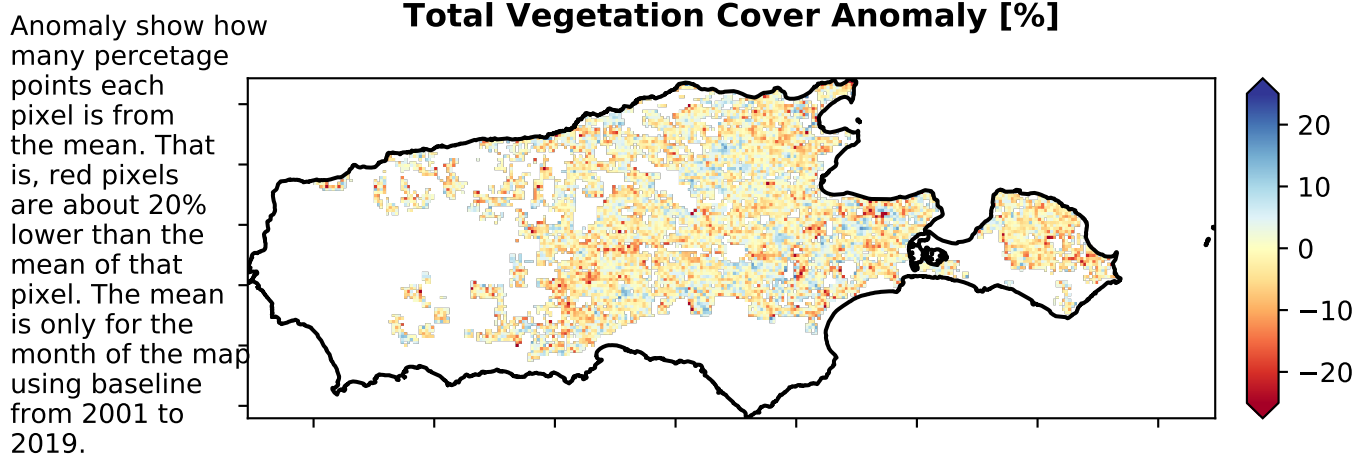 Total Vegetation Cover Anomaly [%]
Anomaly show how
many percetage
points each
pixel is from
the mean. That
is, red pixels
are about 20%
lower than the
mean of that
pixel. The mean
is only for the
month of the map
using baseline
from 2001 to
2019.
20
10
0
−10
−20